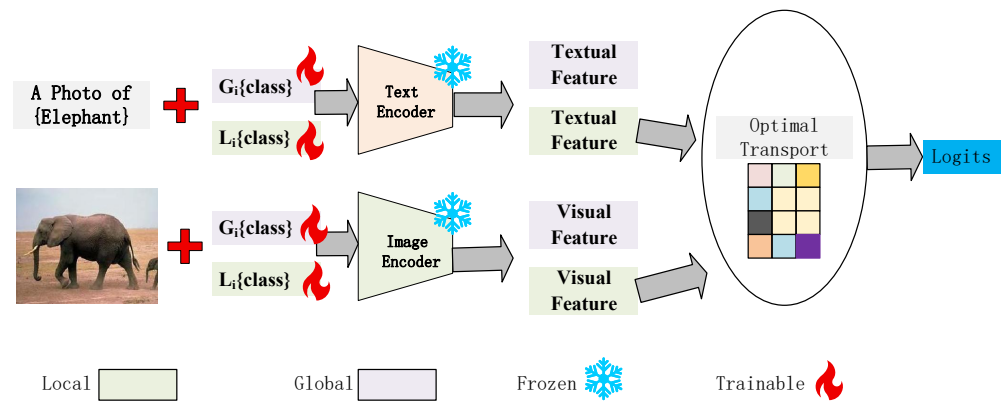 A Photo of
{Elephant}
Gᵢ{class}
Lᵢ{class}
Text
Encoder
Textual
Feature
Textual
Feature
Optimal
Transport
Logits
Gᵢ{class}
Lᵢ{class}
Image
Encoder
Visual
Feature
Visual
Feature
Local
Global
Frozen
Trainable